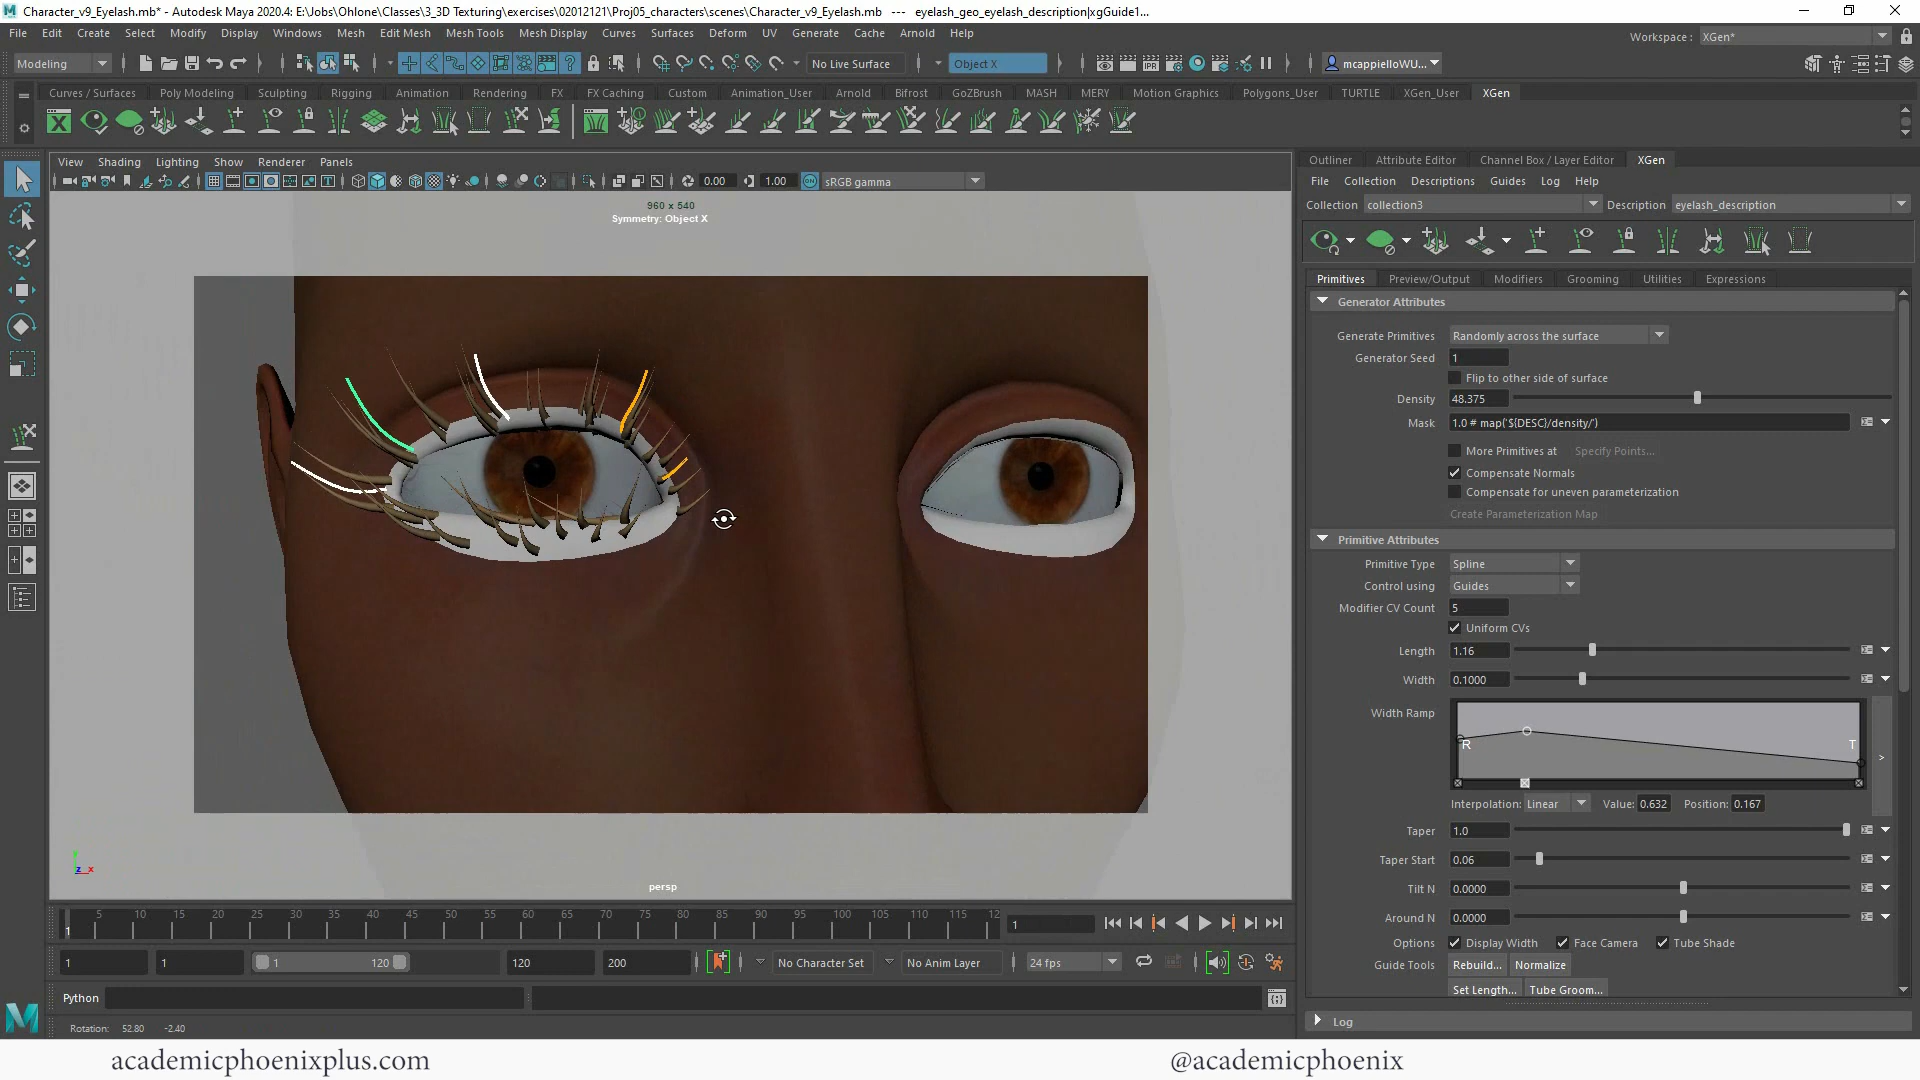 Character_v9_Eyelash.mb* - Autodesk Maya 2020.4: E:\Jobs\Ohlone\Classes\3_3D Texturing\exercises\02012121\Proj05_characters\scenes\Character_v9_Eyelash.mb --- eyelash_geo_eyelash_description|xgGuide1...
File Edit Create Select Modify Display Windows Mesh Edit Mesh Mesh Tools Mesh Display Curves Surfaces Deform UV Generate Cache Arnold Help
Workspace : XGen*
Modeling No Live Surface Object X mcappielloWU...
Curves / Surfaces Poly Modeling Sculpting Rigging Animation Rendering FX FX Caching Custom Animation_User Arnold Bifrost GoZBrush MASH MERY Motion Graphics Polygons_User TURTLE XGen_User XGen
View Shading Lighting Show Renderer Panels
0.00 1.00 sRGB gamma
960 x 540
Symmetry: Object X
persp
Outliner Attribute Editor Channel Box / Layer Editor XGen
File Collection Descriptions Guides Log Help
Collection collection3 Description eyelash_description
Primitives Preview/Output Modifiers Grooming Utilities Expressions
Generator Attributes
Generate Primitives Randomly across the surface
Generator Seed 1
Flip to other side of surface
Density 48.375
Mask 1.0 # map('${DESC}/density/')
More Primitives at Specify Points...
Compensate Normals
Compensate for uneven parameterization
Create Parameterization Map
Primitive Attributes
Primitive Type Spline
Control using Guides
Modifier CV Count 5
Uniform CVs
Length 1.16
Width 0.1000
Width Ramp
R T
>
Interpolation: Linear Value: 0.632 Position: 0.167
Taper 1.0
Taper Start 0.06
Tilt N 0.0000
Around N 0.0000
Options Display Width Face Camera Tube Shade
Guide Tools Rebuild... Normalize
Set Length... Tube Groom...
Log
5 10 15 20 25 30 35 40 45 50 55 60 65 70 75 80 85 90 95 100 105 110 115 12
1 1
1 1 1 120 120 200 No Character Set No Anim Layer 24 fps
Python
Rotation: 52.80 -2.40
academicphoenixplus.com
@academicphoenix